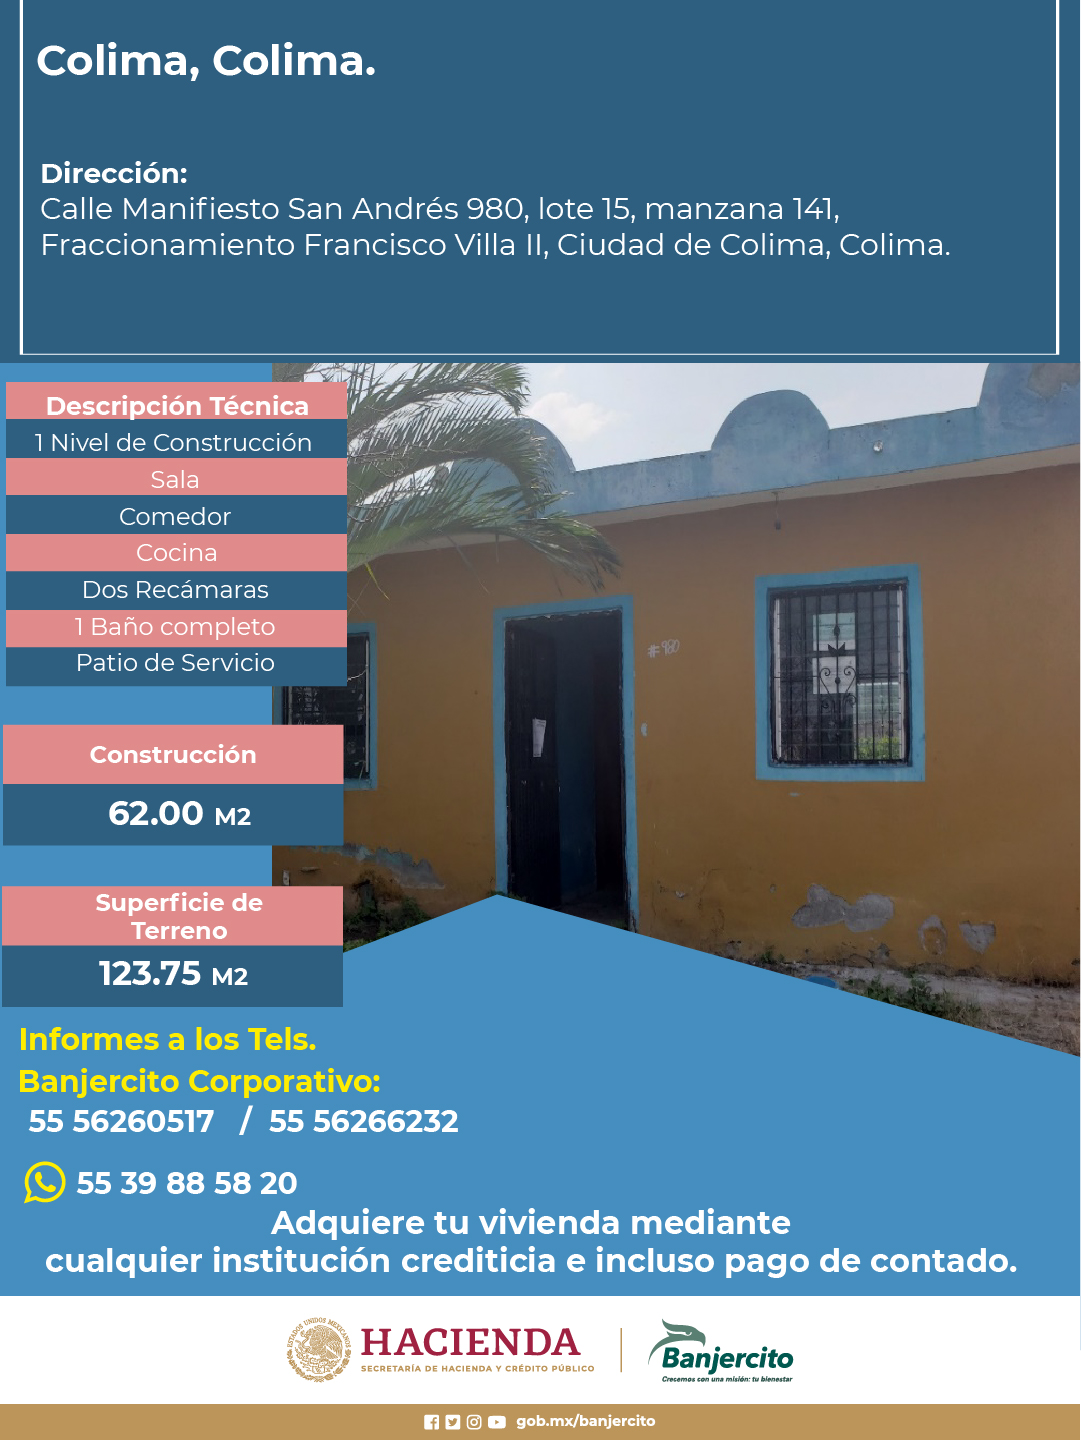 Colima, Colima.
Dirección:
Calle Manifiesto San Andrés 980, lote 15, manzana 141,
Fraccionamiento Francisco Villa II, Ciudad de Colima, Colima.
Descripción Técnica
1 Nivel de Construcción
Sala
Comedor
Cocina
Dos Recámaras
1 Baño completo
Patio de Servicio
#980
Construcción
62.00 M2
Superficie de
Terreno
123.75 M2
Informes a los Tels.
Banjercito Corporativo:
55 56260517 / 55 56266232
55 39 88 58 20
Adquiere tu vivienda mediante
cualquier institución crediticia e incluso pago de contado.
ESTADOS UNIDOS MEXICANOS
HACIENDA
SECRETARÍA DE HACIENDA Y CRÉDITO PÚBLICO
Banjercito
Crecemos con una misión: tu bienestar
gob.mx/banjercito